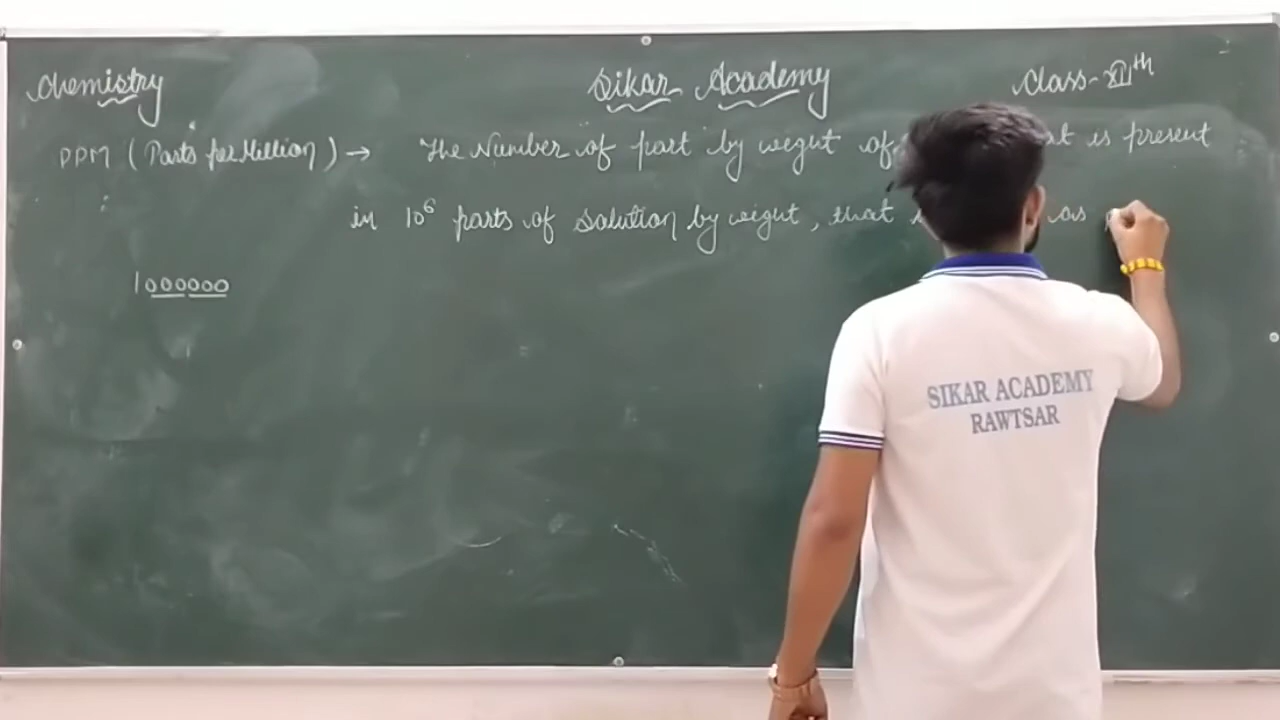 Chemistry
Sikar Academy
Class-XIIth
PPM (Parts per Million) → The Number of part by weight of is present
in 10⁶ parts of solution by weight, that as
1000000
SIKAR ACADEMY
RAWTSAR